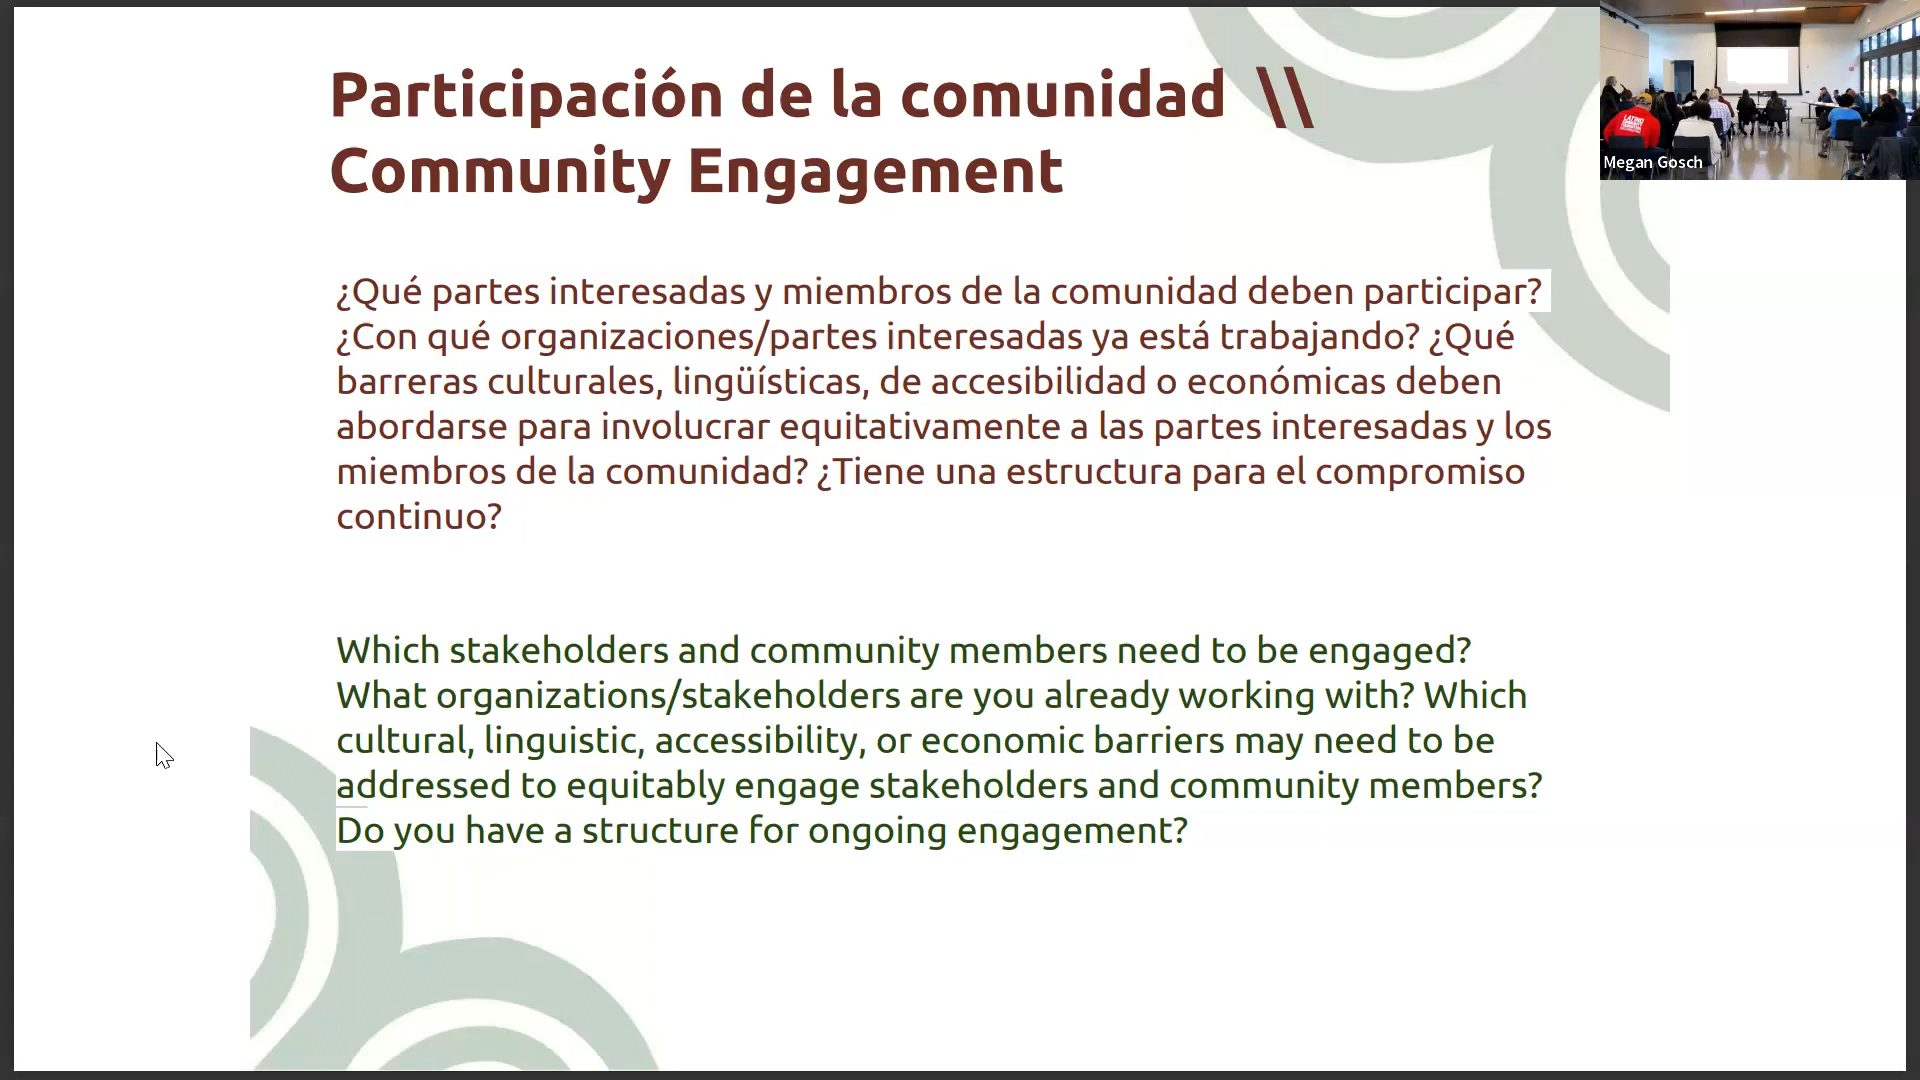 Participación de la comunidad \\
Community Engagement
Megan Gosch
¿Qué partes interesadas y miembros de la comunidad deben participar?
¿Con qué organizaciones/partes interesadas ya está trabajando? ¿Qué
barreras culturales, lingüísticas, de accesibilidad o económicas deben
abordarse para involucrar equitativamente a las partes interesadas y los
miembros de la comunidad? ¿Tiene una estructura para el compromiso
continuo?
Which stakeholders and community members need to be engaged?
What organizations/stakeholders are you already working with? Which
cultural, linguistic, accessibility, or economic barriers may need to be
addressed to equitably engage stakeholders and community members?
Do you have a structure for ongoing engagement?